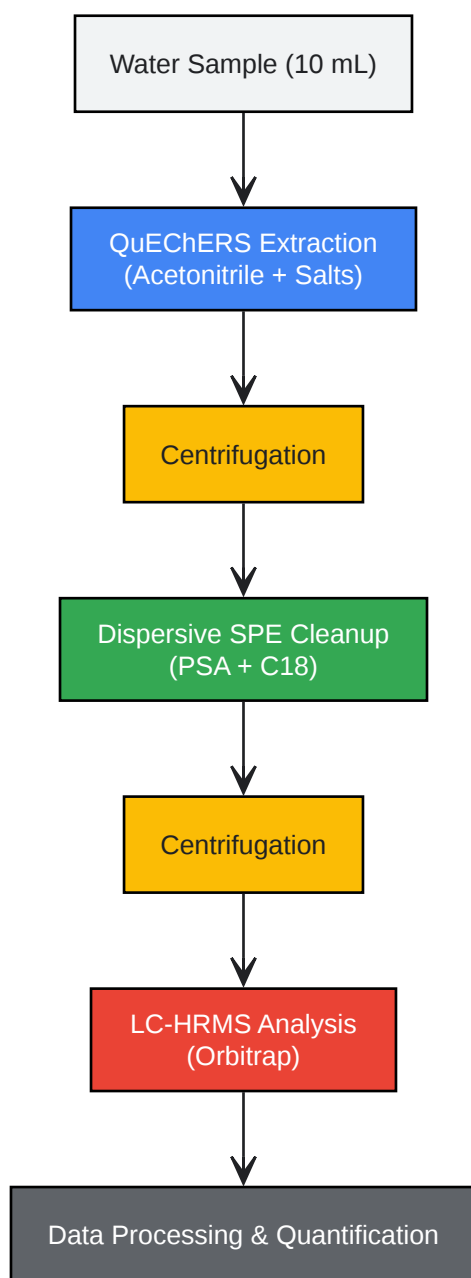 Water Sample (10 mL)
QuEChERS Extraction
(Acetonitrile + Salts)
Centrifugation
Dispersive SPE Cleanup
(PSA + C18)
Centrifugation
LC-HRMS Analysis
(Orbitrap)
Data Processing & Quantification